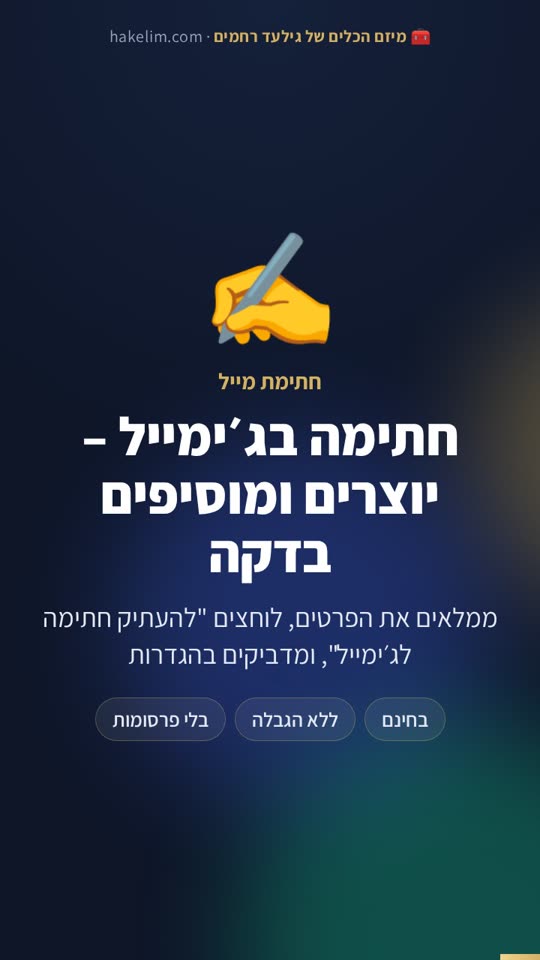 🧰 מיזם הכלים של גילעד רחמים · hakelim.com
חתימת מייל
חתימה בג׳ימייל –
יוצרים ומוסיפים
בדקה
ממלאים את הפרטים, לוחצים "להעתיק חתימה
לג׳ימייל", ומדביקים בהגדרות
בחינם
ללא הגבלה
בלי פרסומות